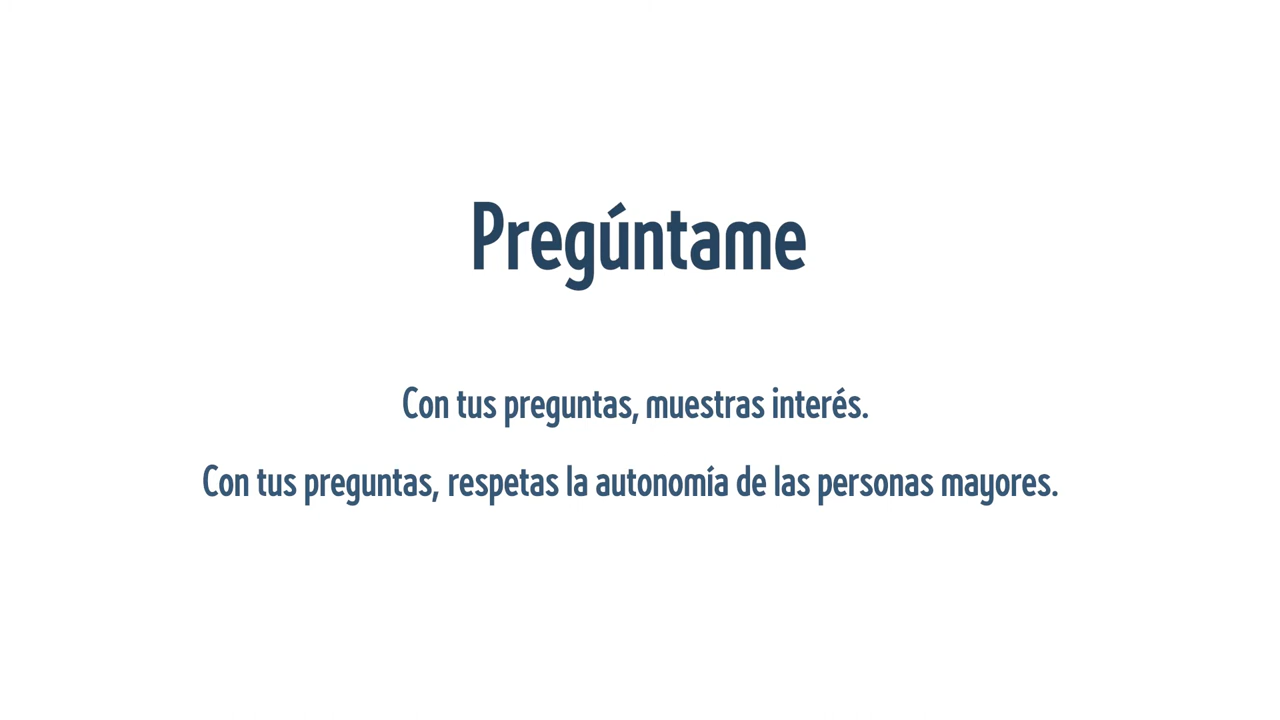 Pregúntame
Con tus preguntas, muestras interés.
Con tus preguntas, respetas la autonomía de las personas mayores.